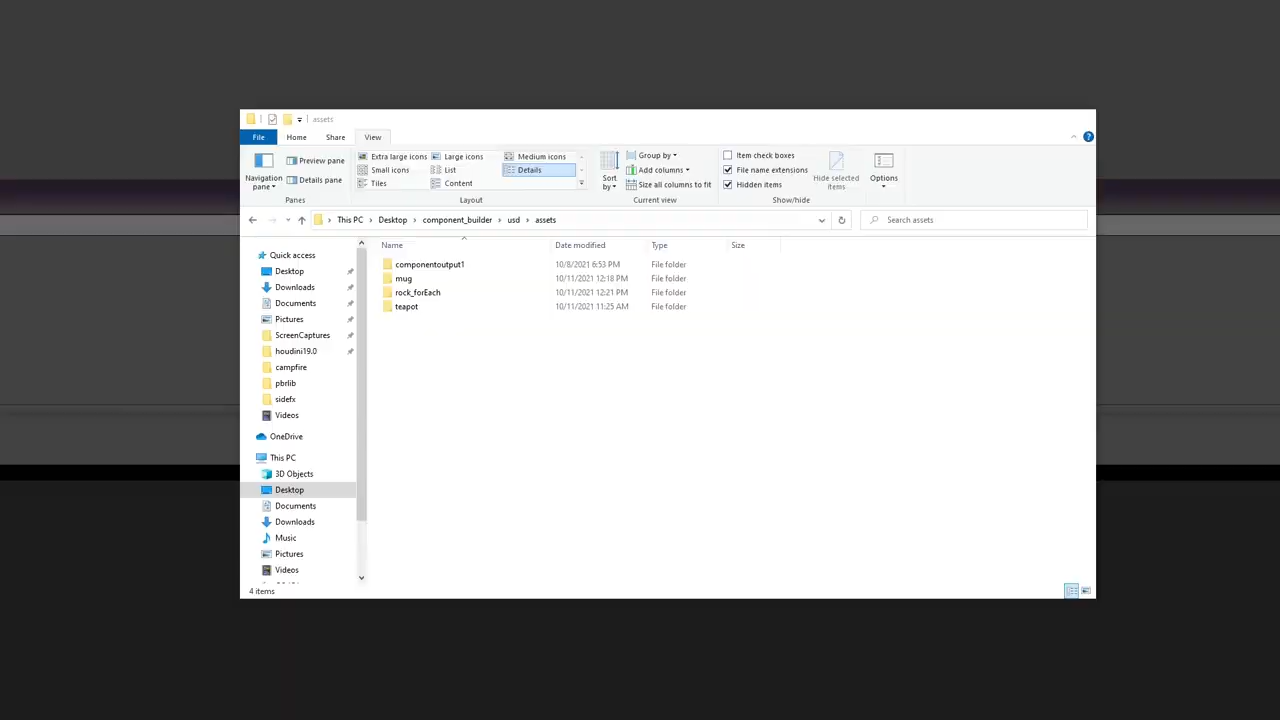 assets
File Home Share View
Navigation pane
Preview pane
Details pane
Extra large icons Large icons Medium icons
Small icons List Details
Tiles Content
Sort by
Group by
Add columns
Size all columns to fit
Item check boxes
File name extensions
Hidden items
Hide selected items
Options
Panes Layout Current view Show/hide
This PC Desktop component_builder usd assets
Search assets
Name Date modified Type Size
componentoutput1 10/8/2021 6:53 PM File folder
mug 10/11/2021 12:18 PM File folder
rock_forEach 10/11/2021 12:21 PM File folder
teapot 10/11/2021 11:25 AM File folder
Quick access
Desktop
Downloads
Documents
Pictures
ScreenCaptures
houdini19.0
campfire
pbrlib
sidefx
Videos
OneDrive
This PC
3D Objects
Desktop
Documents
Downloads
Music
Pictures
Videos
4 items